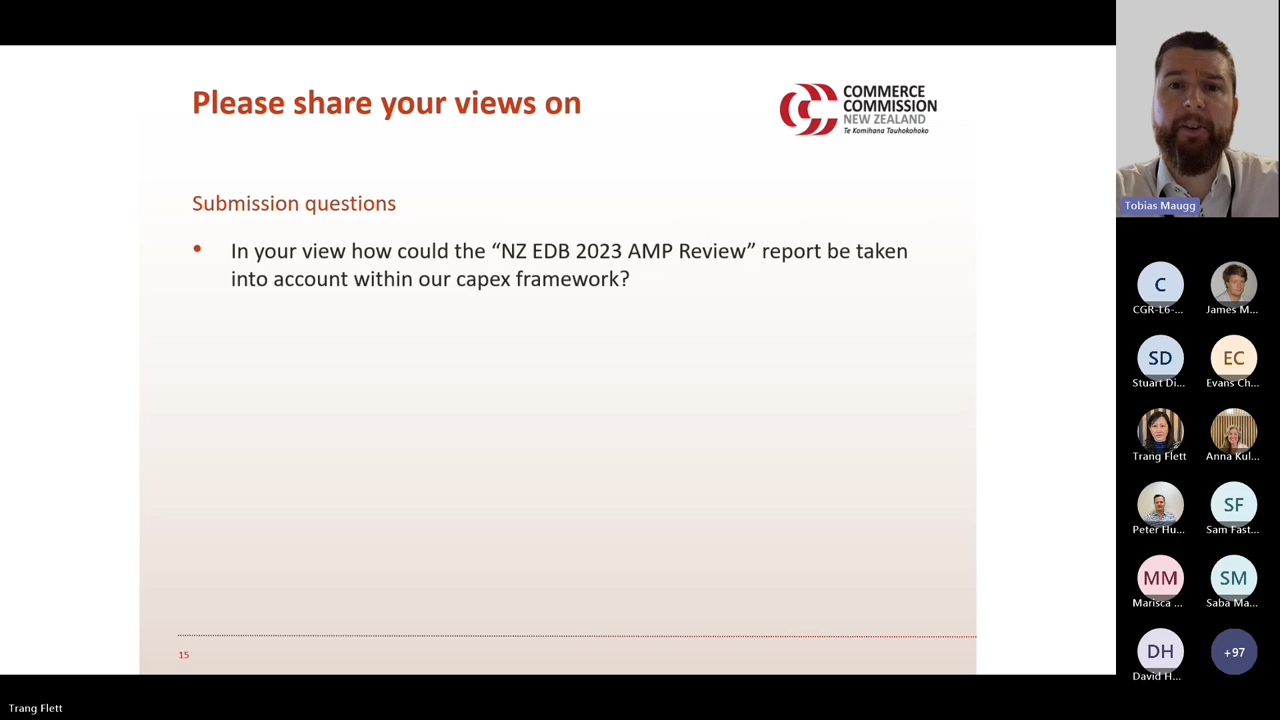 Please share your views on
COMMERCE
COMMISSION
NEW ZEALAND
Te Komihana Tauhokohoko
Submission questions
• In your view how could the “NZ EDB 2023 AMP Review” report be taken
into account within our capex framework?
15
Tobias Maugg
C
CGR-L6-...
James M...
SD
Stuart Di...
EC
Evans Ch...
Trang Flett
Anna Kul...
Peter Hu...
SF
Sam Fast...
MM
Marisca ...
SM
Saba Ma...
DH
David H...
+97
Trang Flett